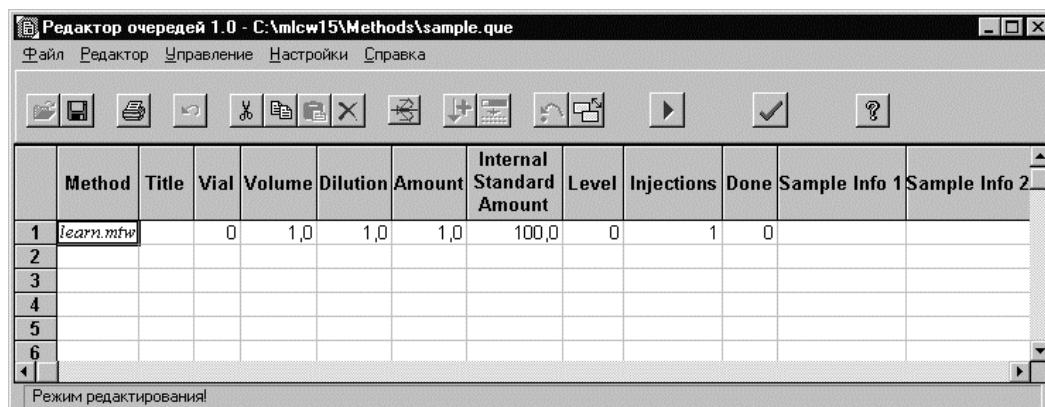 Редактор очередей 1.0 - C:\mlcw15\Methods\sample.que
Файл Редактор Управление Настройки Справка
Method Title Vial Volume Dilution Amount Internal Standard Amount Level Injections Done Sample Info 1 Sample Info 2
1 learn.mtw 0 1,0 1,0 1,0 100,0 0 1 0
2
3
4
5
6
Режим редактирования!